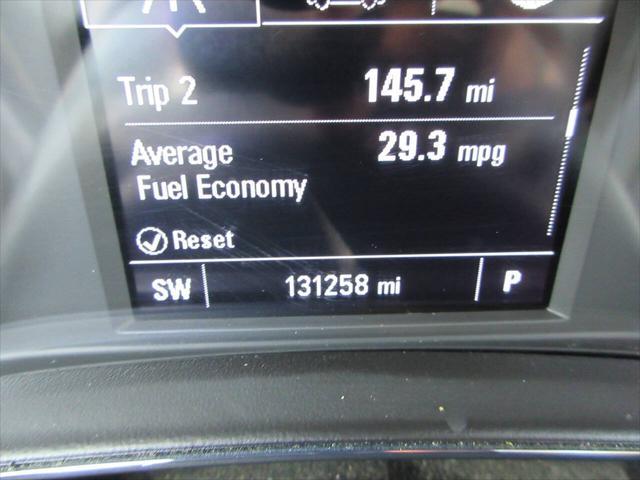 Trip 2 145.7 mi
Average 29.3 mpg
Fuel Economy
Reset
SW 131258 mi P